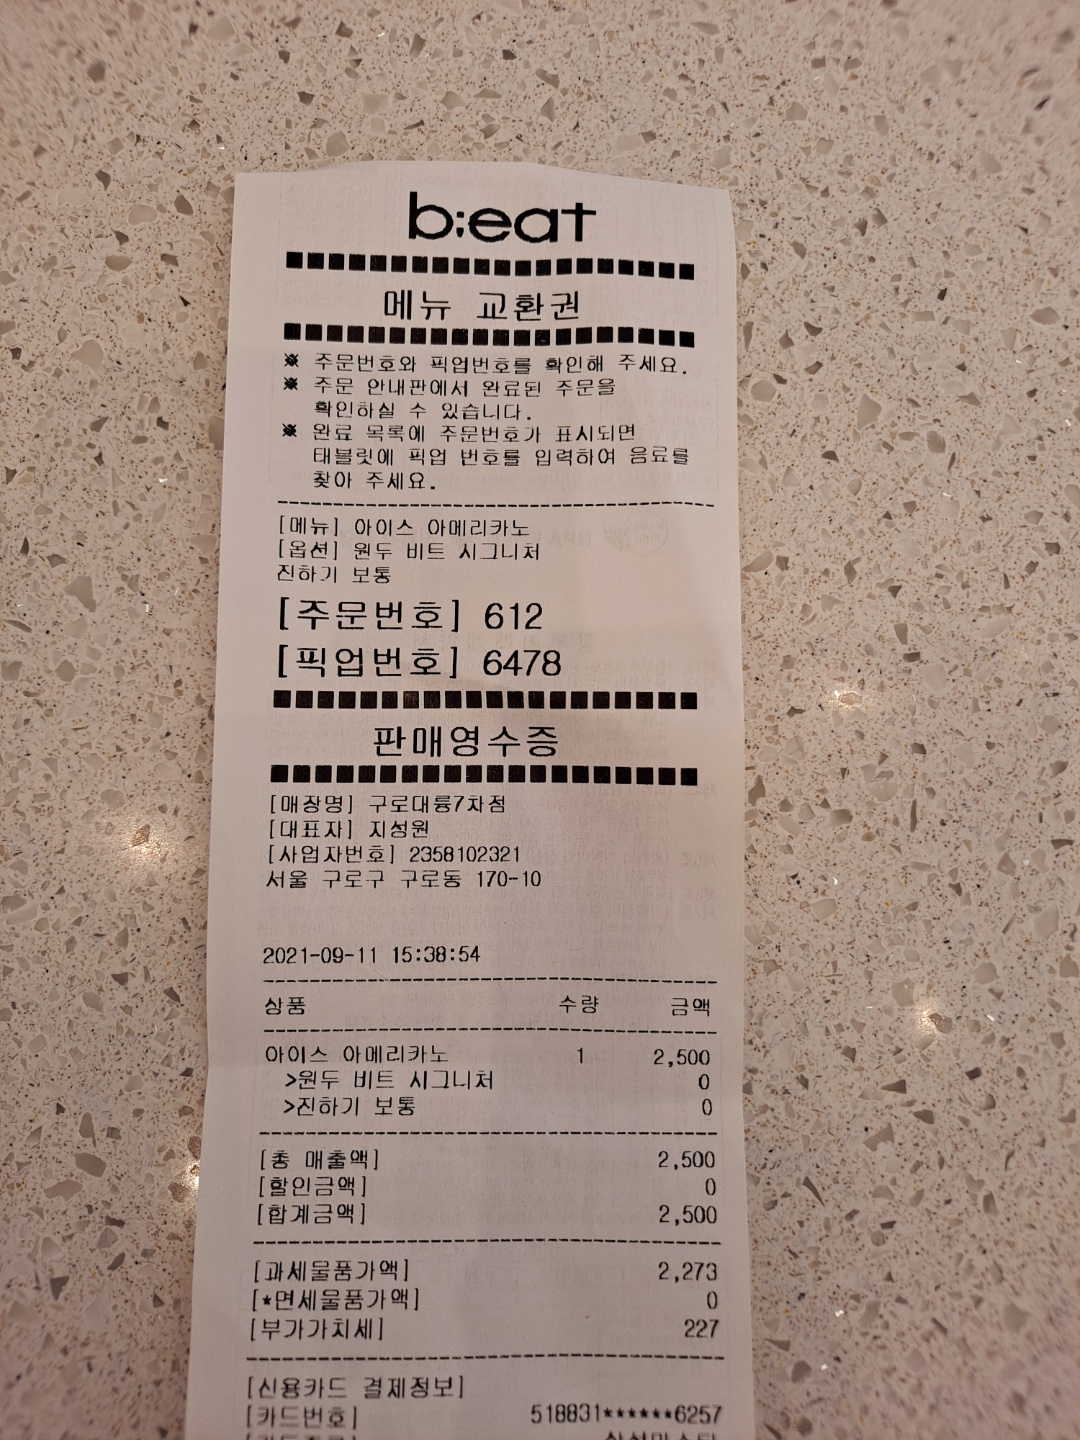 b;eat
메뉴 교환권
※ 주문번호와 픽업번호를 확인해 주세요.
※ 주문 안내판에서 완료된 주문을
확인하실 수 있습니다.
※ 완료 목록에 주문번호가 표시되면
태블릿에 픽업 번호를 입력하여 음료를
찾아 주세요.
[메뉴] 아이스 아메리카노
[옵션] 원두 비트 시그니처
진하기 보통
[주문번호] 612
[픽업번호] 6478
판매영수증
[매장명] 구로대륭7차점
[대표자] 지성원
[사업자번호] 2358102321
서울 구로구 구로동 170-10
2021-09-11 15:38:54
상품 수량 금액
아이스 아메리카노 1 2,500
>원두 비트 시그니처 0
>진하기 보통 0
[총 매출액] 2,500
[할인금액] 0
[합계금액] 2,500
[과세물품가액] 2,273
[*면세물품가액] 0
[부가가치세] 227
[신용카드 결제정보]
[카드번호] 518831******6257